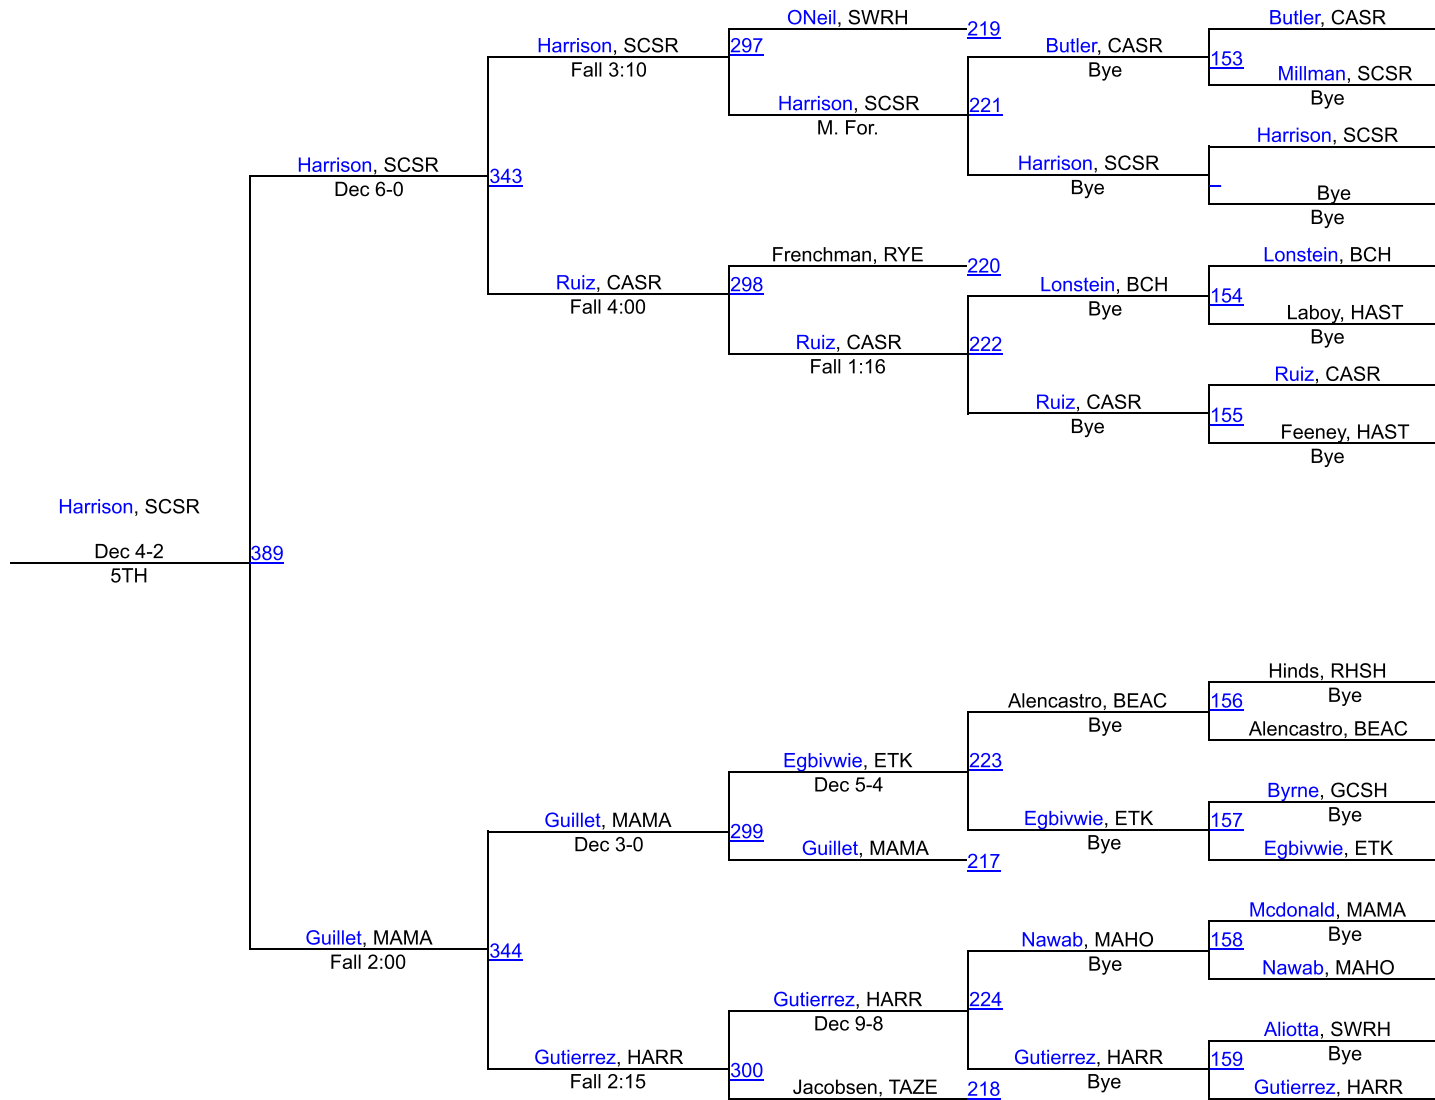 ONeil, SWRH
219
Butler, CASR
Harrison, SCSR
297
Butler, CASR
153
Fall 3:10
Bye
Millman, SCSR
Bye
Harrison, SCSR
221
M. For.
Harrison, SCSR
Harrison, SCSR
343
Harrison, SCSR
Dec 6-0
Bye
Bye
Bye
Frenchman, RYE
220
Lonstein, BCH
Ruiz, CASR
298
Lonstein, BCH
154
Fall 4:00
Bye
Laboy, HAST
Bye
Ruiz, CASR
222
Fall 1:16
Ruiz, CASR
Ruiz, CASR
155
Bye
Feeney, HAST
Bye
Harrison, SCSR
Dec 4-2
389
5TH
Hinds, RHSH
Alencastro, BEAC
156
Bye
Bye
Alencastro, BEAC
Egbivwie, ETK
223
Dec 5-4
Byrne, GCSH
Guillet, MAMA
299
Egbivwie, ETK
157
Bye
Dec 3-0
Bye
Guillet, MAMA
217
Egbivwie, ETK
Mcdonald, MAMA
Guillet, MAMA
344
Nawab, MAHO
158
Bye
Fall 2:00
Bye
Nawab, MAHO
Gutierrez, HARR
224
Dec 9-8
Aliotta, SWRH
Gutierrez, HARR
300
Gutierrez, HARR
159
Bye
Fall 2:15
Bye
Jacobsen, TAZE
218
Gutierrez, HARR